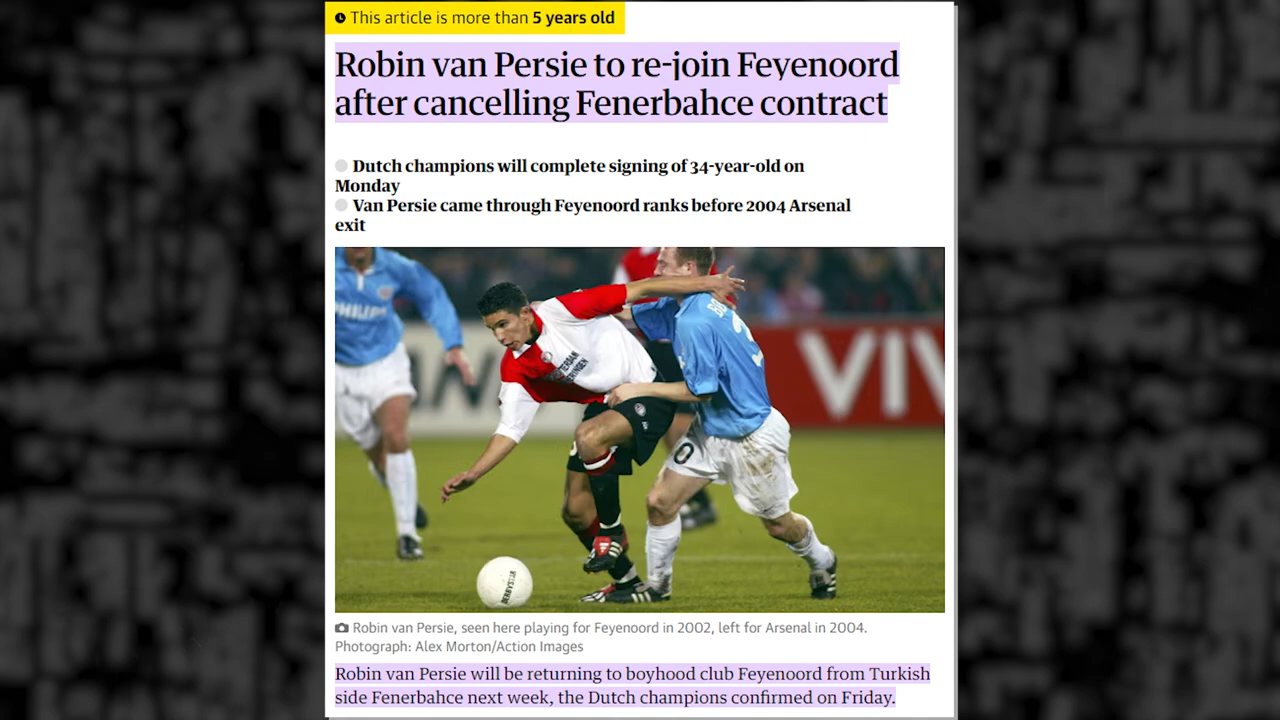 This article is more than 5 years old
Robin van Persie to re-join Feyenoord
after cancelling Fenerbahce contract
Dutch champions will complete signing of 34-year-old on
Monday
Van Persie came through Feyenoord ranks before 2004 Arsenal
exit
PHILIPS
VIV
DERBYSTAR
Robin van Persie, seen here playing for Feyenoord in 2002, left for Arsenal in 2004.
Photograph: Alex Morton/Action Images
Robin van Persie will be returning to boyhood club Feyenoord from Turkish
side Fenerbahce next week, the Dutch champions confirmed on Friday.